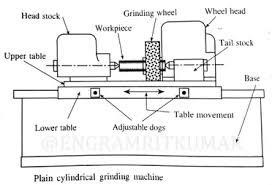 Grinding wheel
Wheel head
Head stock
Workpiece
Tail stock
Upper table
Base
Lower table
Adjustable dogs
Table movement
@ENGRAMRITKUMAR
Plain cylindrical grinding machine